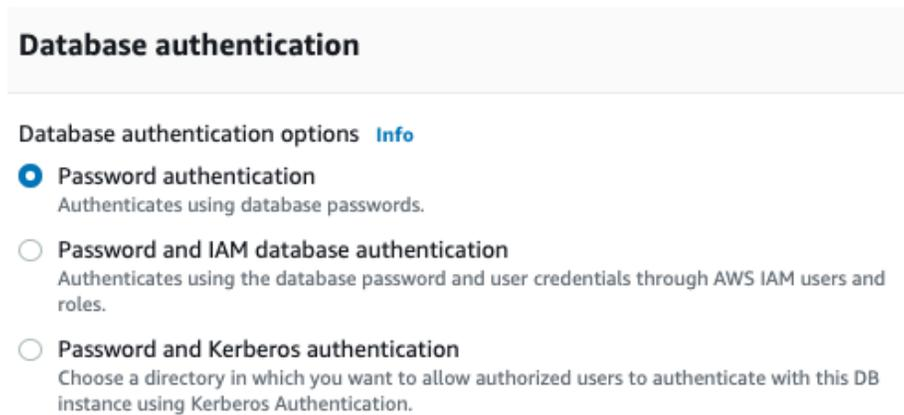 Database authentication
Database authentication options Info
Password authentication
Authenticates using database passwords.
Password and IAM database authentication
Authenticates using the database password and user credentials through AWS IAM users and
roles.
Password and Kerberos authentication
Choose a directory in which you want to allow authorized users to authenticate with this DB
instance using Kerberos Authentication.